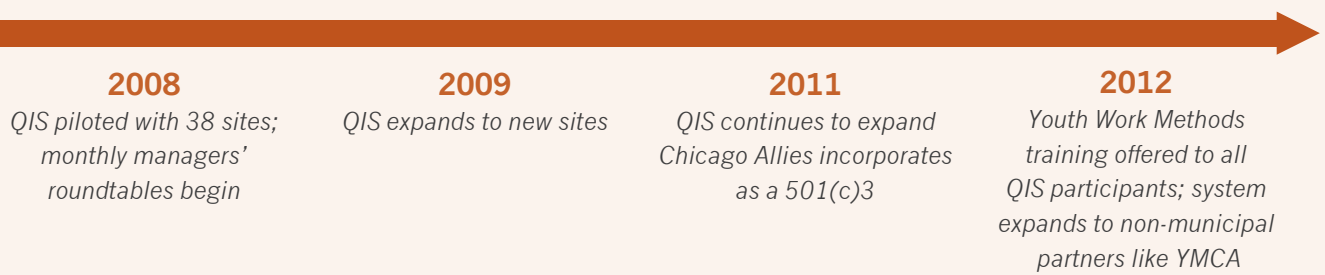 2008
QIS piloted with 38 sites;
monthly managers’
roundtables begin
2009
QIS expands to new sites
2011
QIS continues to expand
Chicago Allies incorporates
as a 501(c)3
2012
Youth Work Methods
training offered to all
QIS participants; system
expands to non-municipal
partners like YMCA